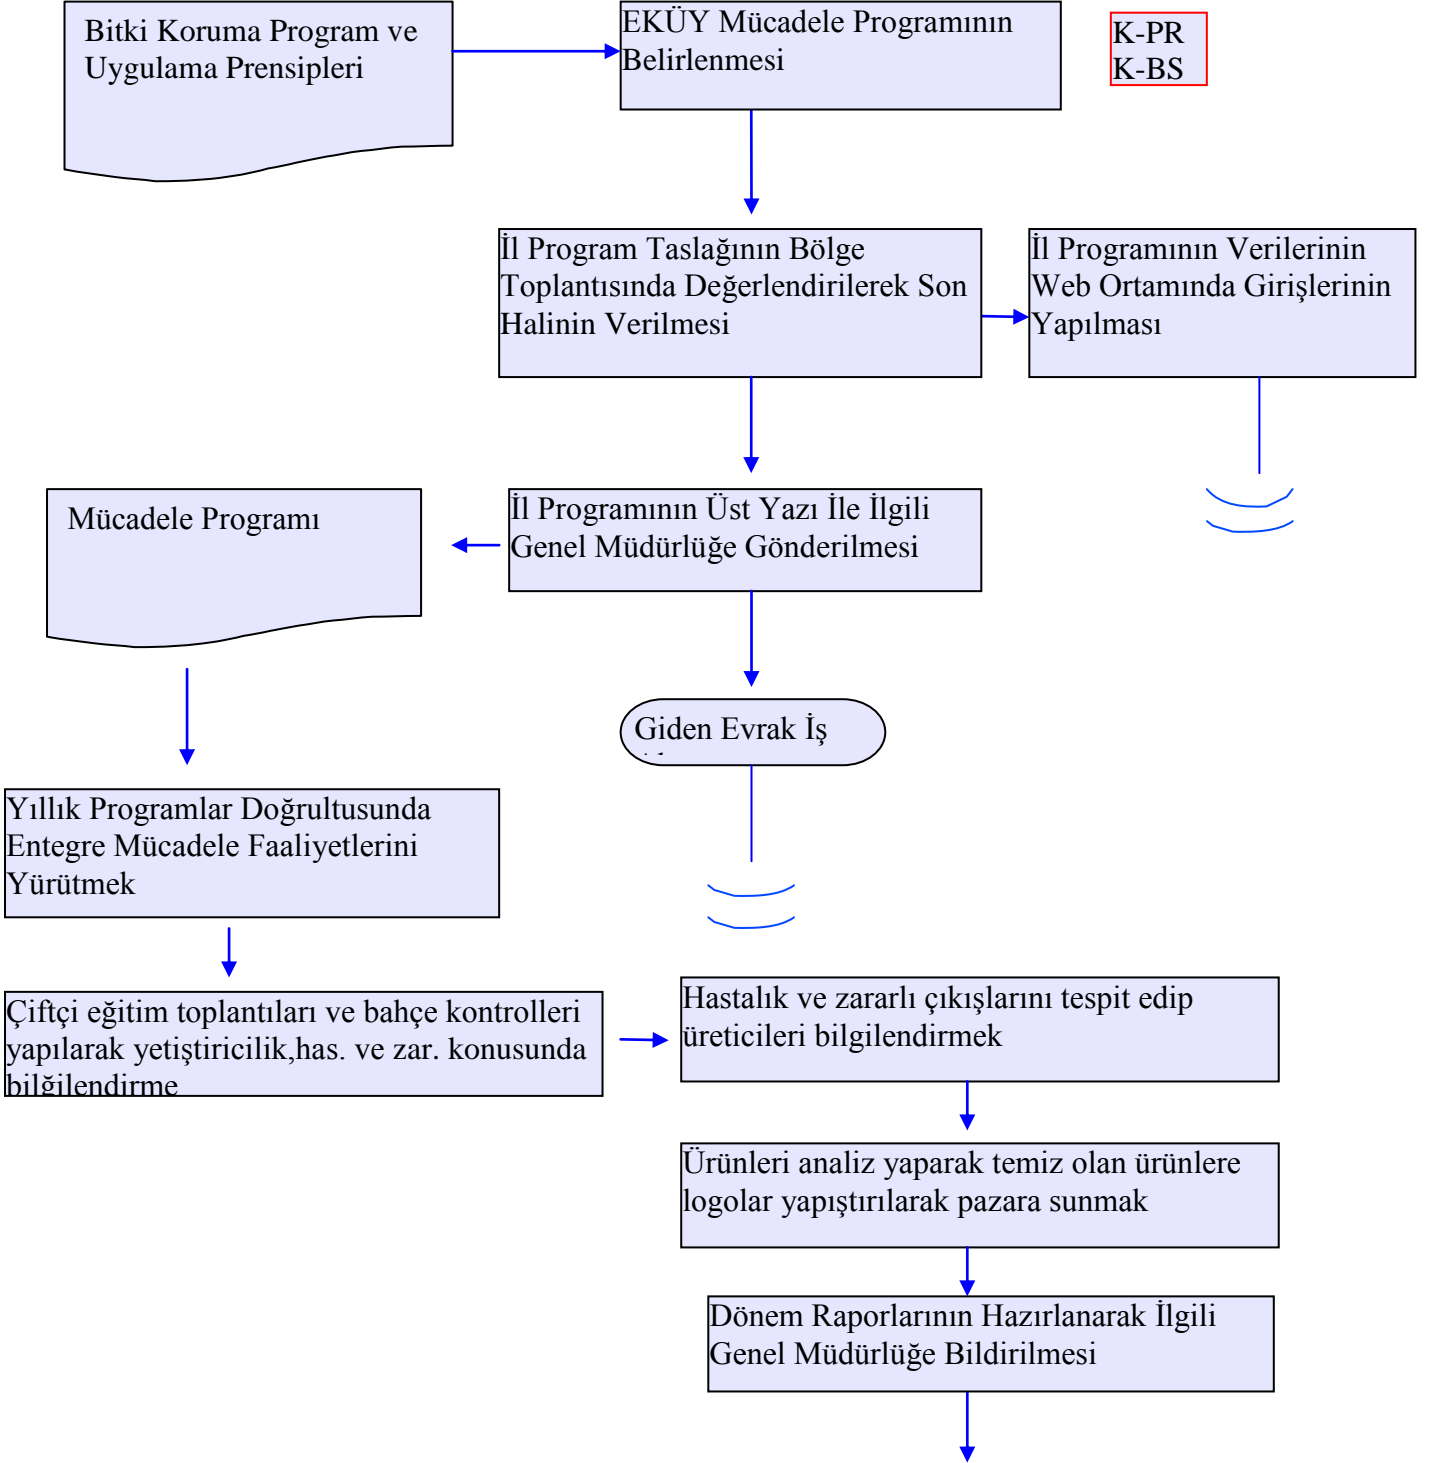 Bitki Koruma Program ve
Uygulama Prensipleri
EKÜY Mücadele Programının
Belirlenmesi
K-PR
K-BS
İl Program Taslağının Bölge
Toplantısında Değerlendirilerek Son
Halinin Verilmesi
İl Programının Verilerinin
Web Ortamında Girişlerinin
Yapılması
Mücadele Programı
İl Programının Üst Yazı İle İlgili
Genel Müdürlüğe Gönderilmesi
Giden Evrak İş
Yıllık Programlar Doğrultusunda
Entegre Mücadele Faaliyetlerini
Yürütmek
Çiftçi eğitim toplantıları ve bahçe kontrolleri
yapılarak yetiştiricilik,has. ve zar. konusunda
bilğilendirme
Hastalık ve zararlı çıkışlarını tespit edip
üreticileri bilgilendirmek
Ürünleri analiz yaparak temiz olan ürünlere
logolar yapıştırılarak pazara sunmak
Dönem Raporlarının Hazırlanarak İlgili
Genel Müdürlüğe Bildirilmesi